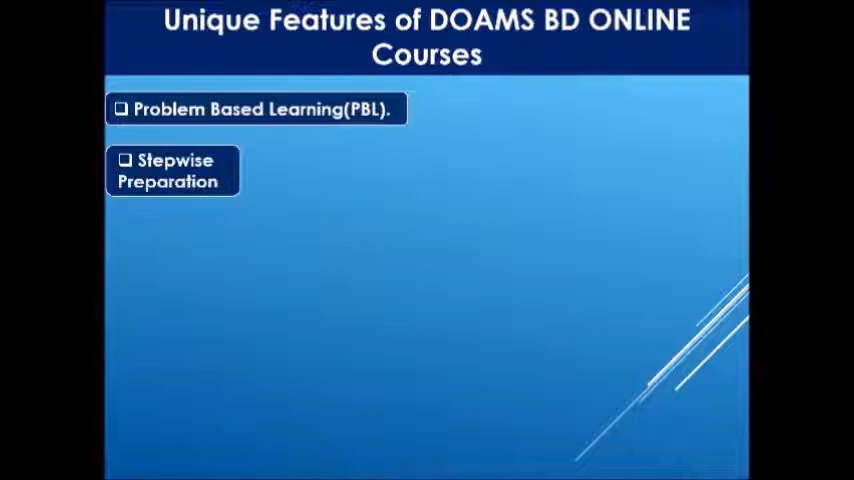 Unique Features of DOAMS BD ONLINE
Courses
❑ Problem Based Learning(PBL).
❑ Stepwise
Preparation